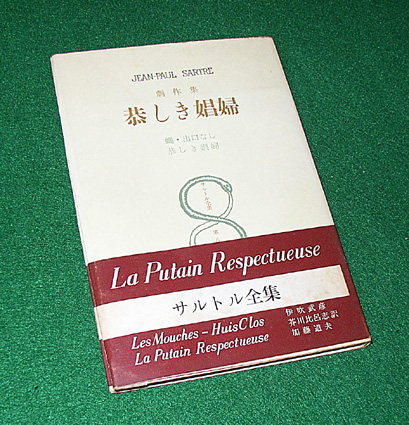 JEAN-PAUL SARTRE
劇作集
恭しき娼婦
蠅・出口なし
恭しき娼婦
サルトル全集
La Putain Respectueuse
サルトル全集
Les Mouches – Huis Clos
La Putain Respectueuse
伊吹武彦
芥川比呂志訳
加藤道夫